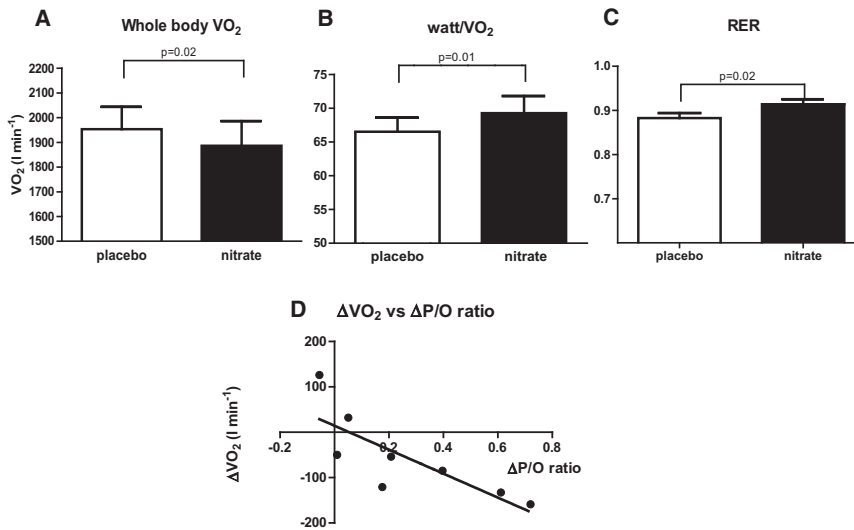 A
Whole body VO₂
p=0.02
2200
2100
2000
1900
1800
1700
1600
1500
VO₂ (l min⁻¹)
placebo
nitrate
B
watt/VO₂
p=0.01
75
70
65
60
55
50
placebo
nitrate
C
RER
p=0.02
1.0
0.9
0.8
0.7
placebo
nitrate
D
ΔVO₂ vs ΔP/O ratio
200
100
-100
-200
ΔVO₂ (l min⁻¹)
-0.2
0.2
0.4
0.6
0.8
ΔP/O ratio